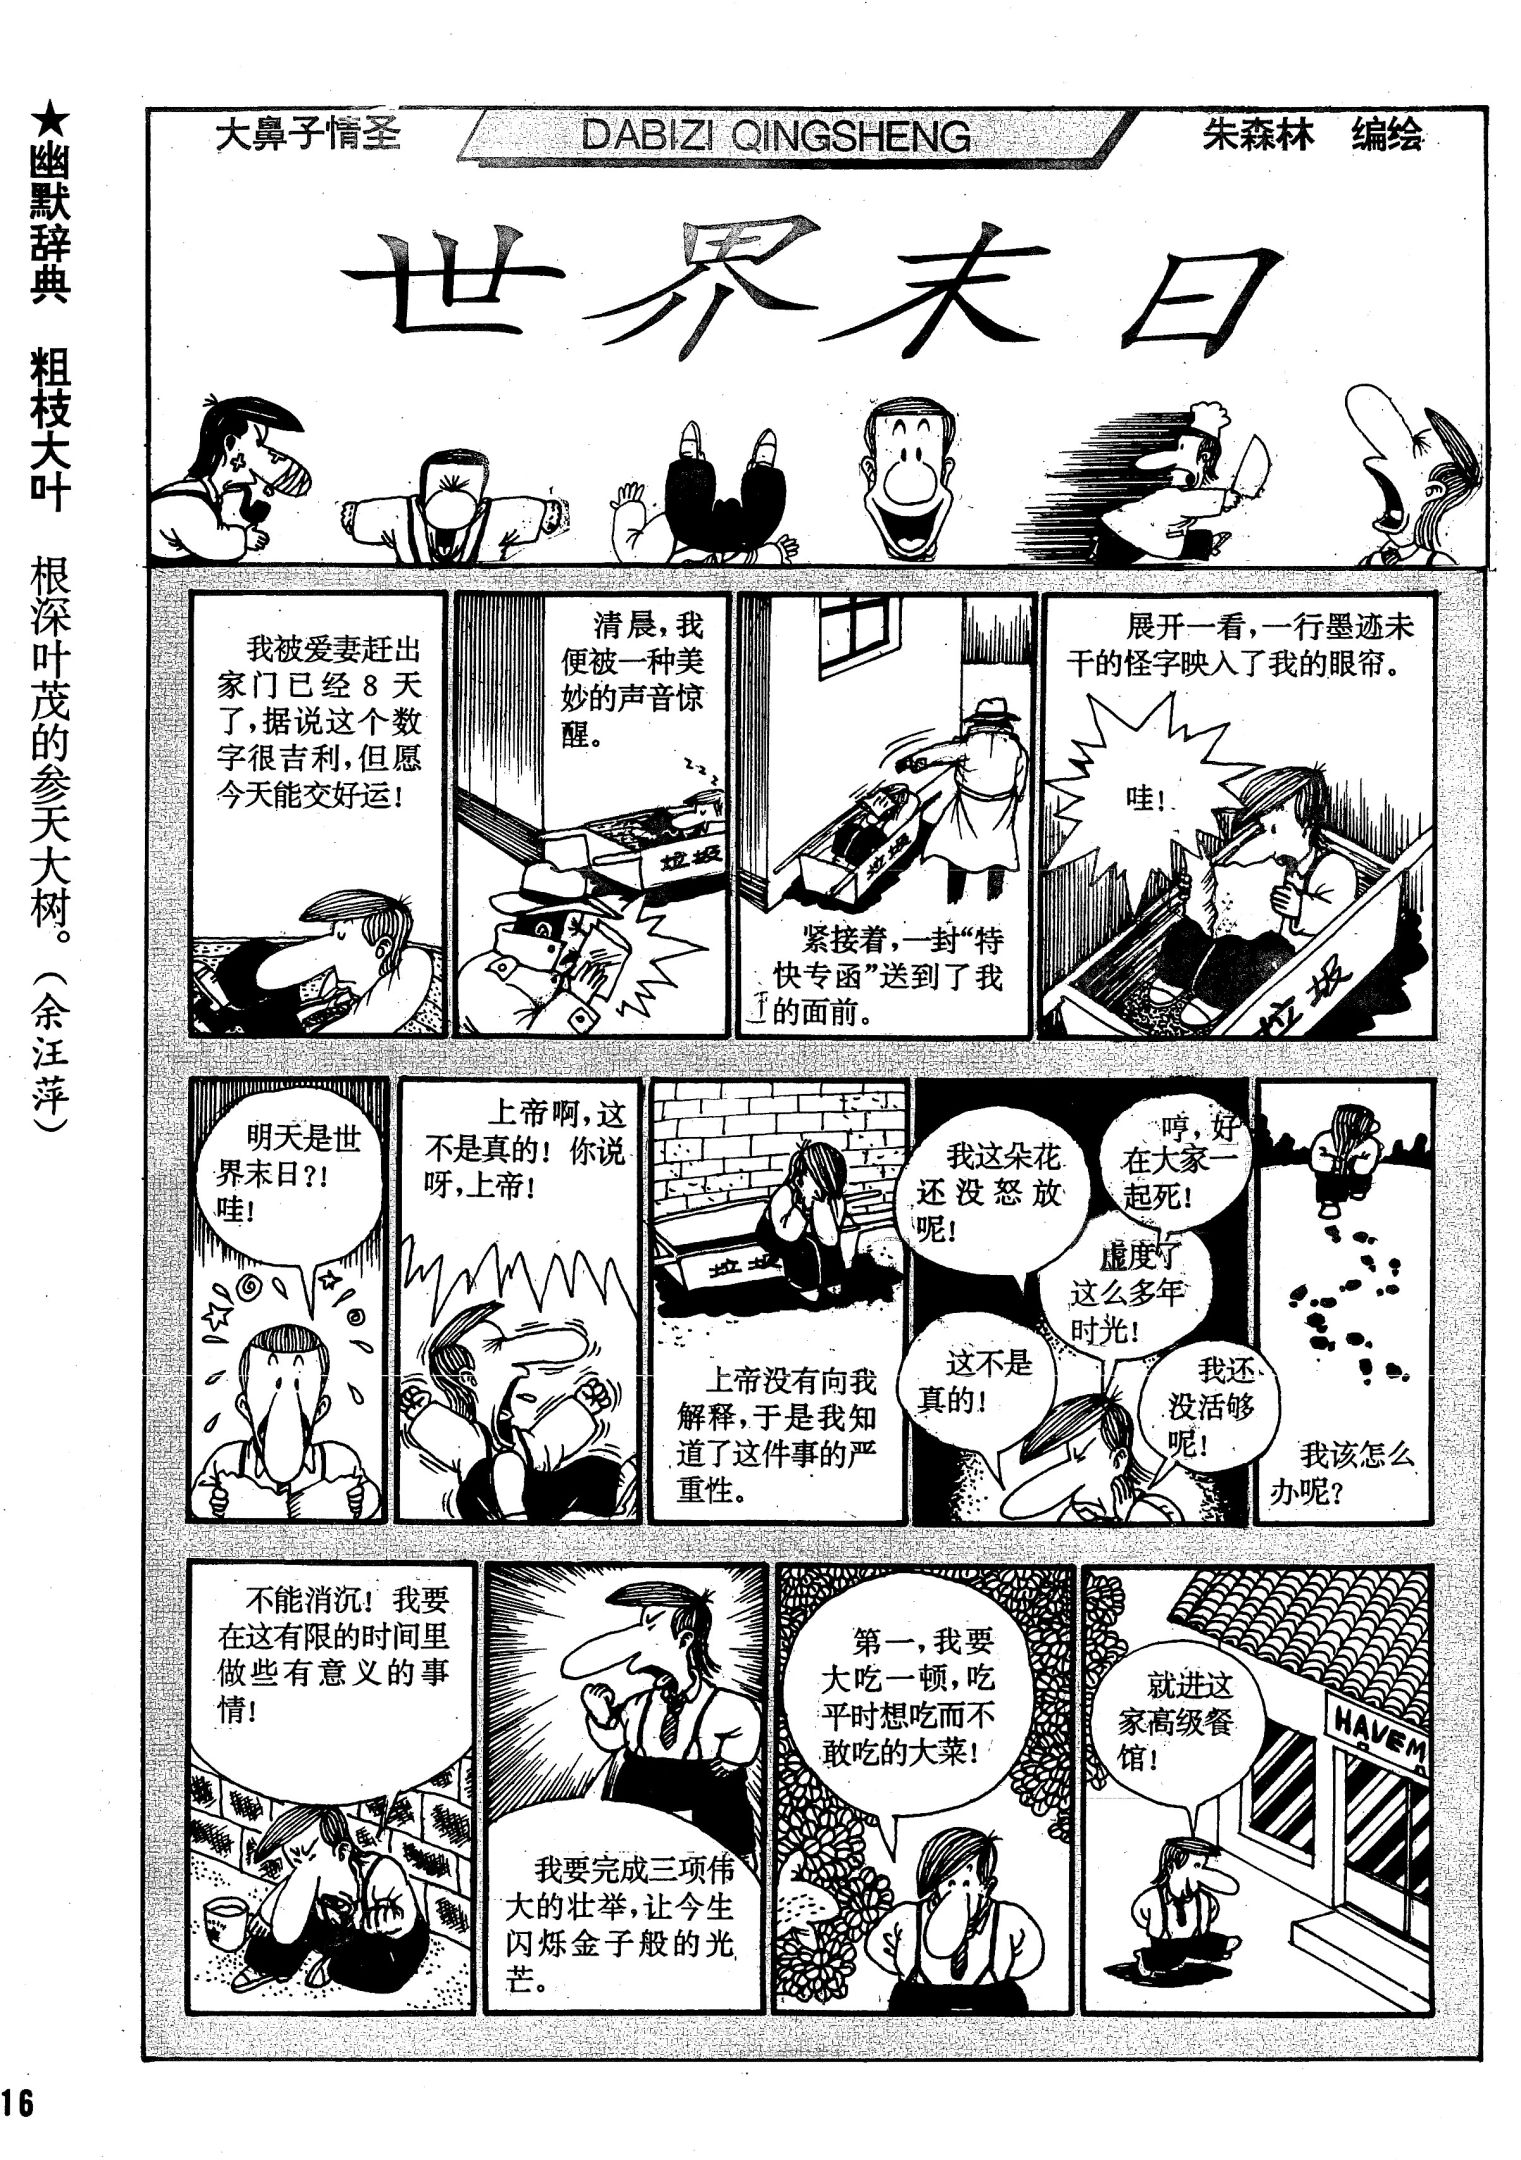 ★幽默辞典 粗枝大叶 根深叶茂的参天大树。(余汪萍)
大鼻子情圣
DABIZI QINGSHENG
朱森林 编绘
世界末日
我被爱妻赶出
家门已经8天
了,据说这个数
字很吉利,但愿
今天能交好运!
清晨,我
便被一种美
妙的声音惊
醒。
zzz
垃圾
垃圾
紧接着,一封“特
快专函”送到了我
的面前。
展开一看,一行墨迹未
干的怪字映入了我的眼帘。
哇!
垃圾
明天是世
界末日?!
哇!
上帝啊,这
不是真的!你说
呀,上帝!
垃圾
上帝没有向我
解释,于是我知
道了这件事的严
重性。
我这朵花
还没怒放
呢!
哼,好
在大家一
起死!
虚度了
这么多年
时光!
这不是
真的!
我还
没活够
呢!
我该怎么
办呢?
不能消沉!我要
在这有限的时间里
做些有意义的事
情!
我要完成三项伟
大的壮举,让今生
闪烁金子般的光
芒。
第一,我要
大吃一顿,吃
平时想吃而不
敢吃的大菜!
就进这
家高级餐
馆!
HAVEM
16